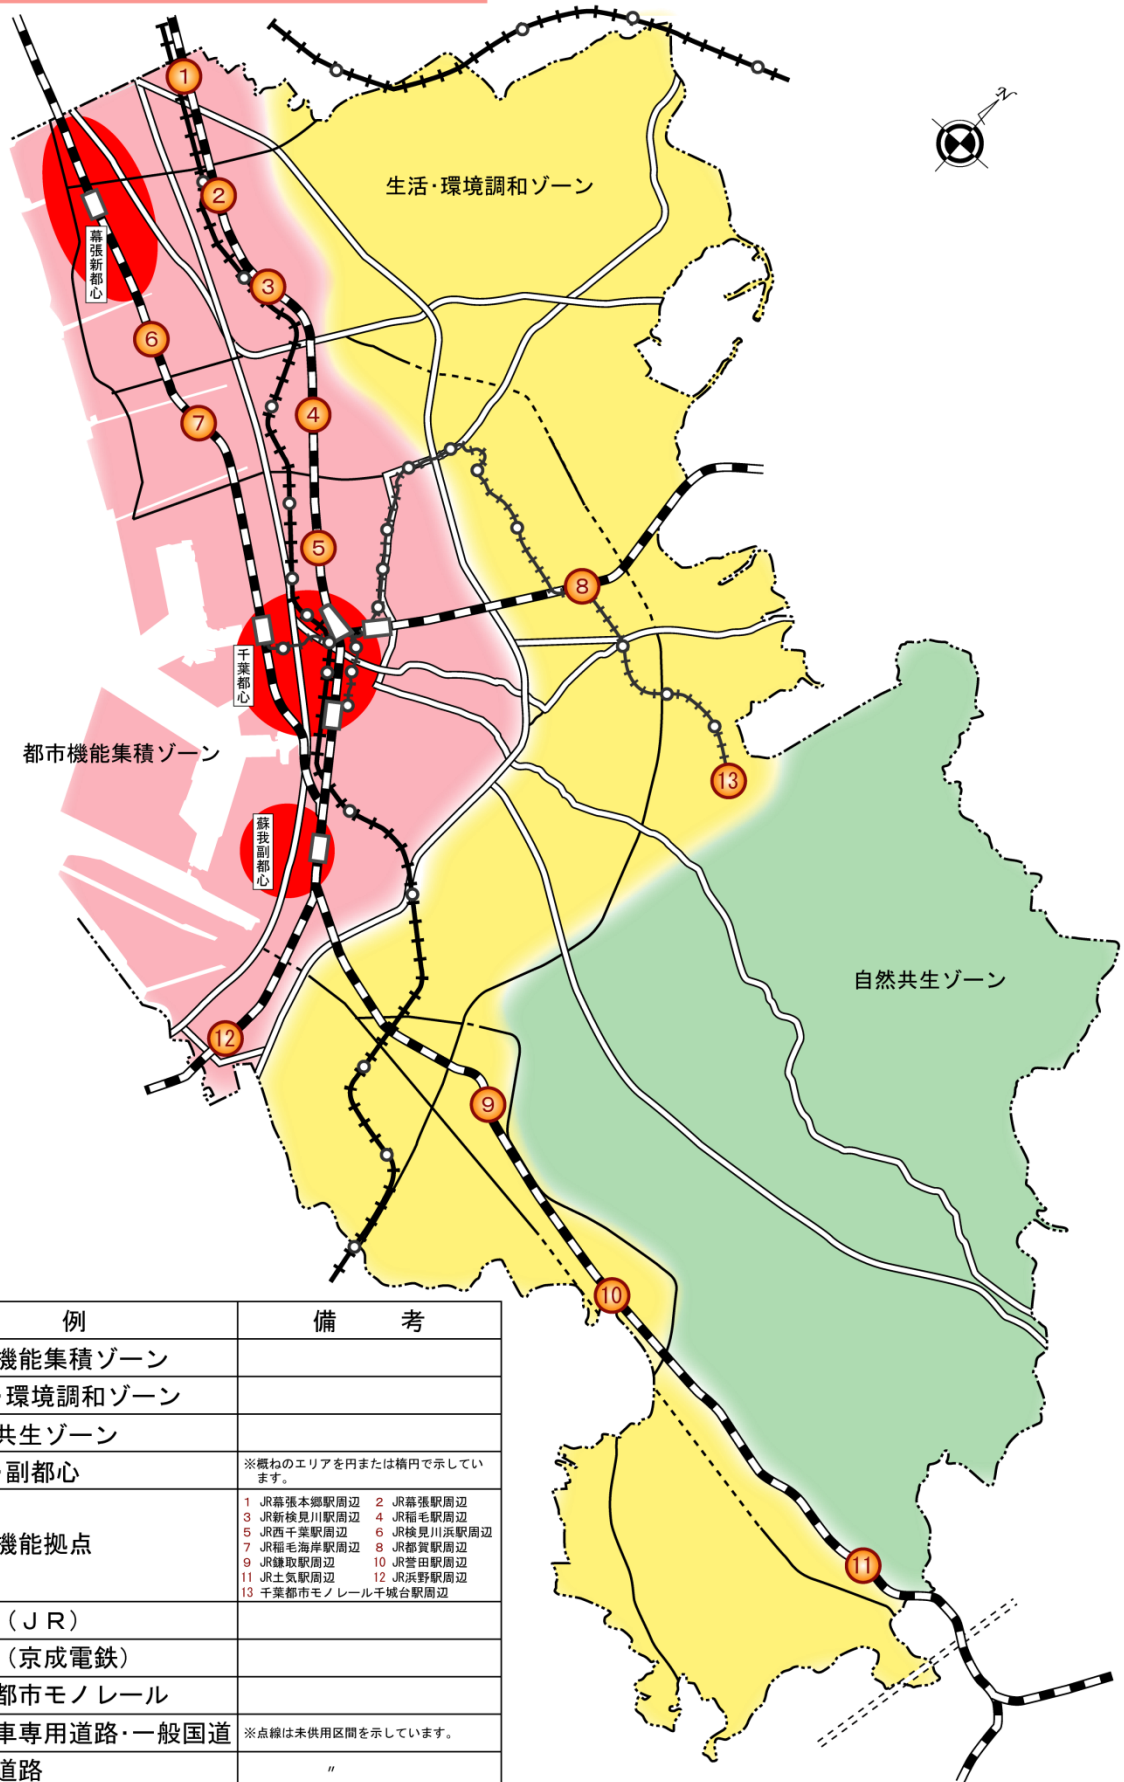 N
1
2
生活・環境調和ゾーン
幕張新都心
3
6
4
7
5
8
千葉都心
都市機能集積ゾーン
13
蘇我副都心
自然共生ゾーン
12
9
10
11
例 備考
機能集積ゾーン
・環境調和ゾーン
共生ゾーン
・副都心 ※概ねのエリアを円または楕円で示してい
ます。
機能拠点
1 JR幕張本郷駅周辺 2 JR幕張駅周辺
3 JR新検見川駅周辺 4 JR稲毛駅周辺
5 JR西千葉駅周辺 6 JR検見川浜駅周辺
7 JR稲毛海岸駅周辺 8 JR都賀駅周辺
9 JR鎌取駅周辺 10 JR誉田駅周辺
11 JR土気駅周辺 12 JR浜野駅周辺
13 千葉都市モノレール千城台駅周辺
（ＪＲ）
（京成電鉄）
都市モノレール
車専用道路・一般国道 ※点線は未供用区間を示しています。
道路 〃